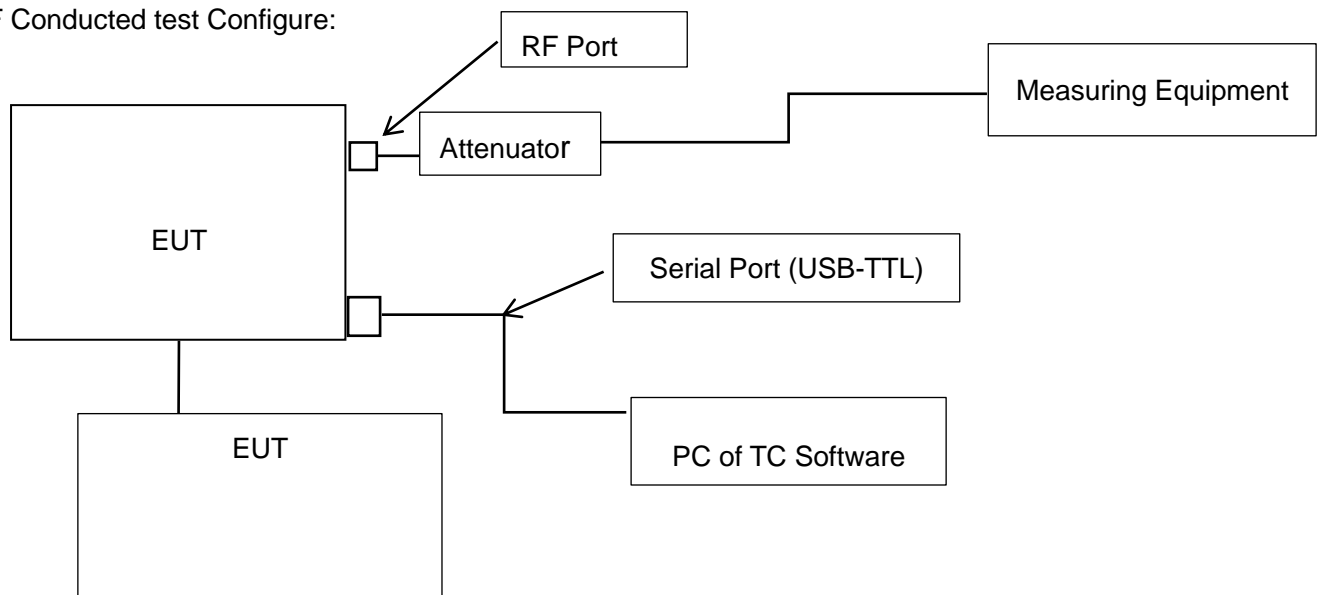 Conducted test Configure:
RF Port
Measuring Equipment
Attenuator
EUT
Serial Port (USB-TTL)
EUT
PC of TC Software